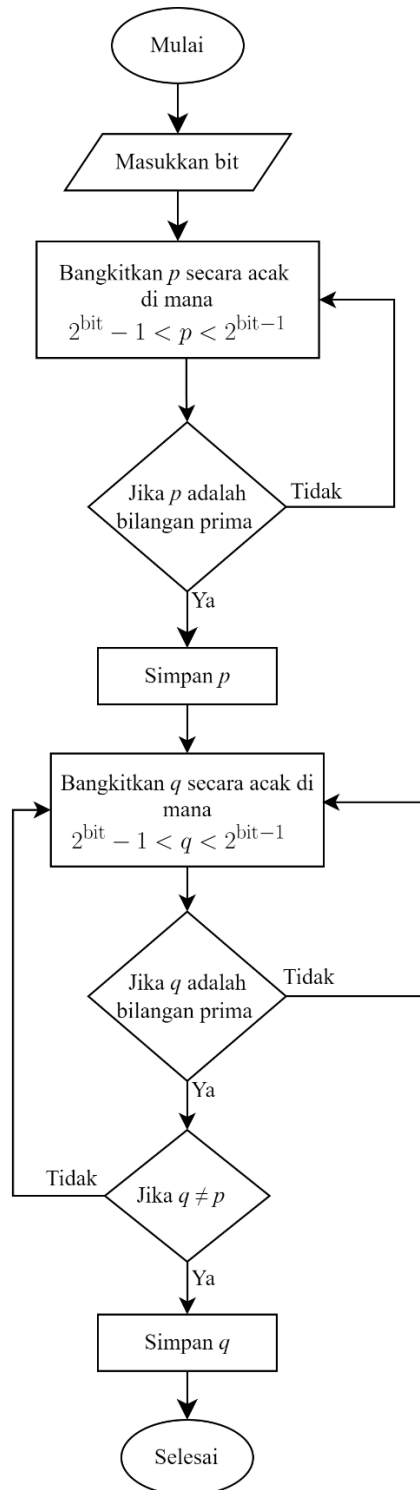 Mulai
Masukkan bit
Bangkitkan p secara acak
di mana
2^bit − 1 < p < 2^bit−1
Jika p adalah
bilangan prima
Tidak
Ya
Simpan p
Bangkitkan q secara acak di
mana
2^bit − 1 < q < 2^bit−1
Jika q adalah
bilangan prima
Tidak
Ya
Tidak
Jika q ≠ p
Ya
Simpan q
Selesai